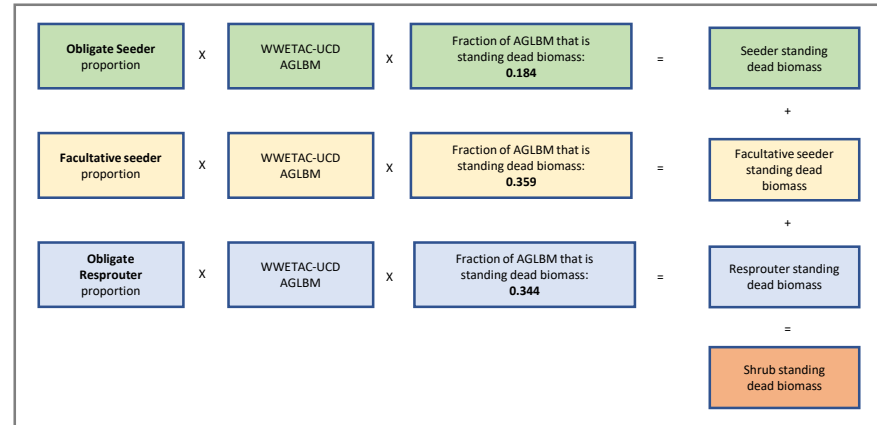 Obligate Seeder
proportion
X
WWETAC-UCD
AGLBM
X
Fraction of AGLBM that is
standing dead biomass:
0.184
=
Seeder standing
dead biomass
+
Facultative seeder
proportion
X
WWETAC-UCD
AGLBM
X
Fraction of AGLBM that is
standing dead biomass:
0.359
=
Facultative seeder
standing dead
biomass
+
Obligate
Resprouter
proportion
X
WWETAC-UCD
AGLBM
X
Fraction of AGLBM that is
standing dead biomass:
0.344
=
Resprouter standing
dead biomass
=
Shrub standing
dead biomass